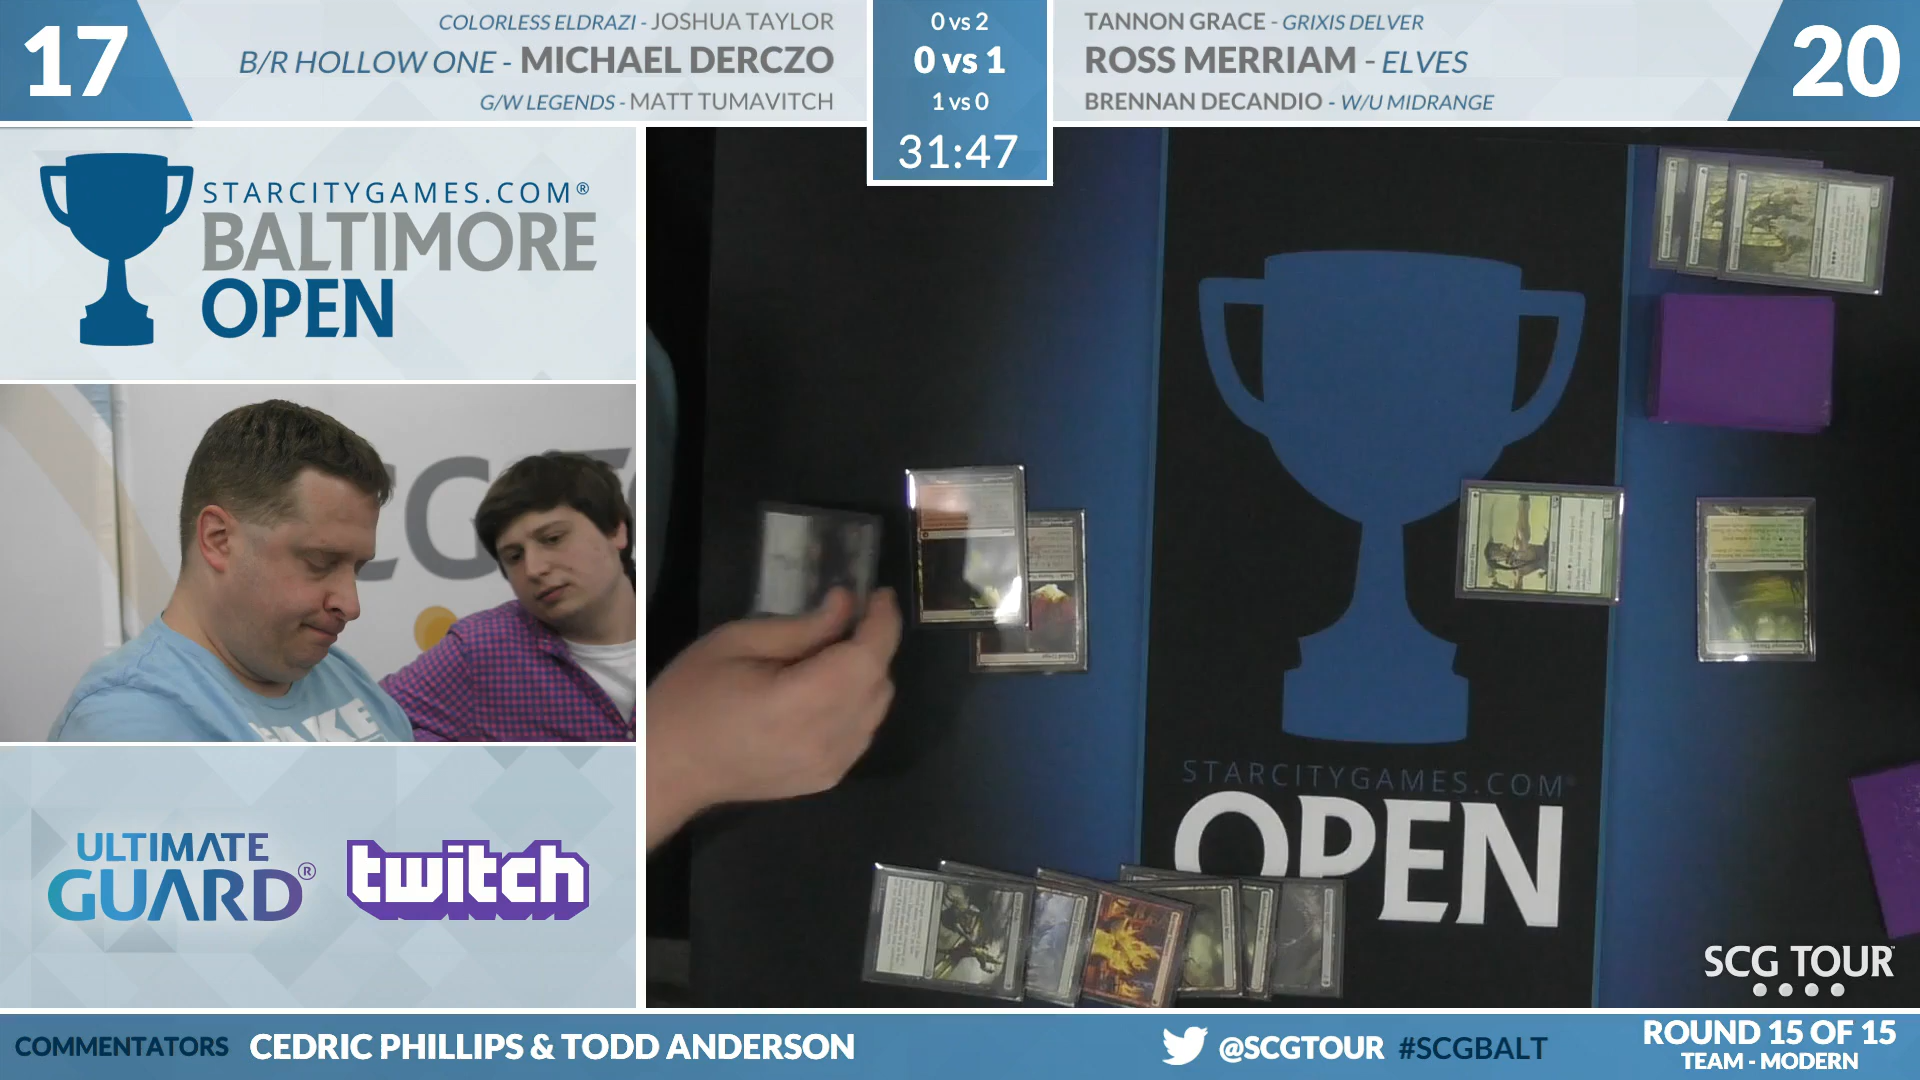 17
COLORLESS ELDRAZI - JOSHUA TAYLOR
B/R HOLLOW ONE - MICHAEL DERCZO
G/W LEGENDS - MATT TUMAVITCH
0 vs 2
0 vs 1
1 vs 0
31:47
TANNON GRACE - GRIXIS DELVER
ROSS MERRIAM - ELVES
BRENNAN DECANDIO - W/U MIDRANGE
20
STARCITYGAMES.COM®
BALTIMORE
OPEN
ULTIMATE
GUARD®
twitch
STARCITYGAMES.COM®
OPEN
SCG TOUR
COMMENTATORS CEDRIC PHILLIPS & TODD ANDERSON
@SCGTOUR #SCGBALT
ROUND 15 OF 15
TEAM - MODERN